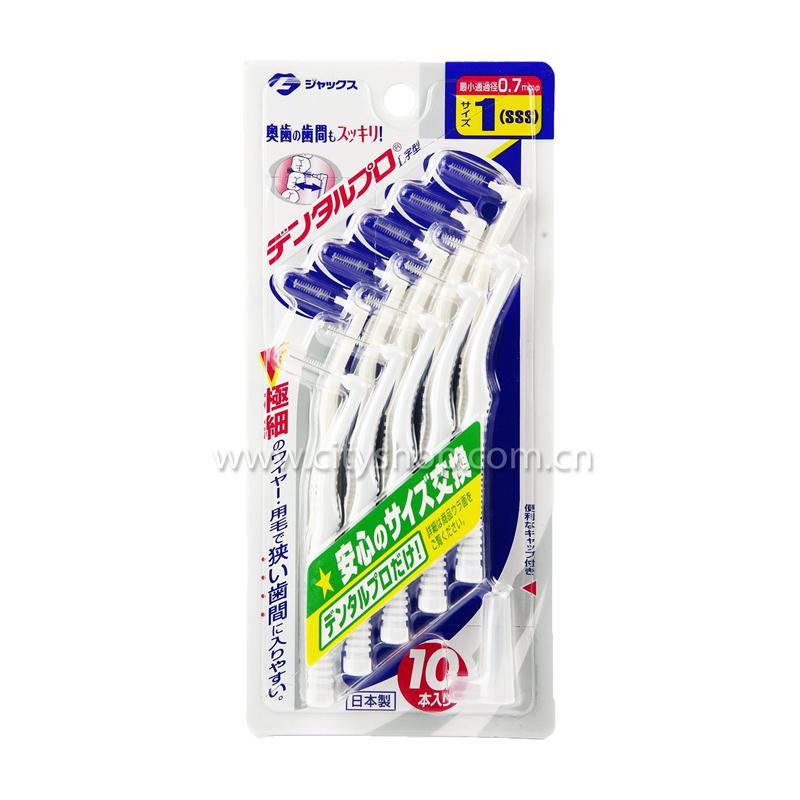 ジャックス
最小通過径0.7mmφ
サイズ 1 (SSS)
奥歯の歯間もスッキリ!
デンタルプロ® L字型
極細のワイヤー・用毛で狭い歯間に入りやすい。
www.cityshop.com.cn
安心のサイズ交換
デンタルプロだけ!
詳細は商品ウラ面を
ご覧ください。
便利なキャップ付き
10
本入り
日本製